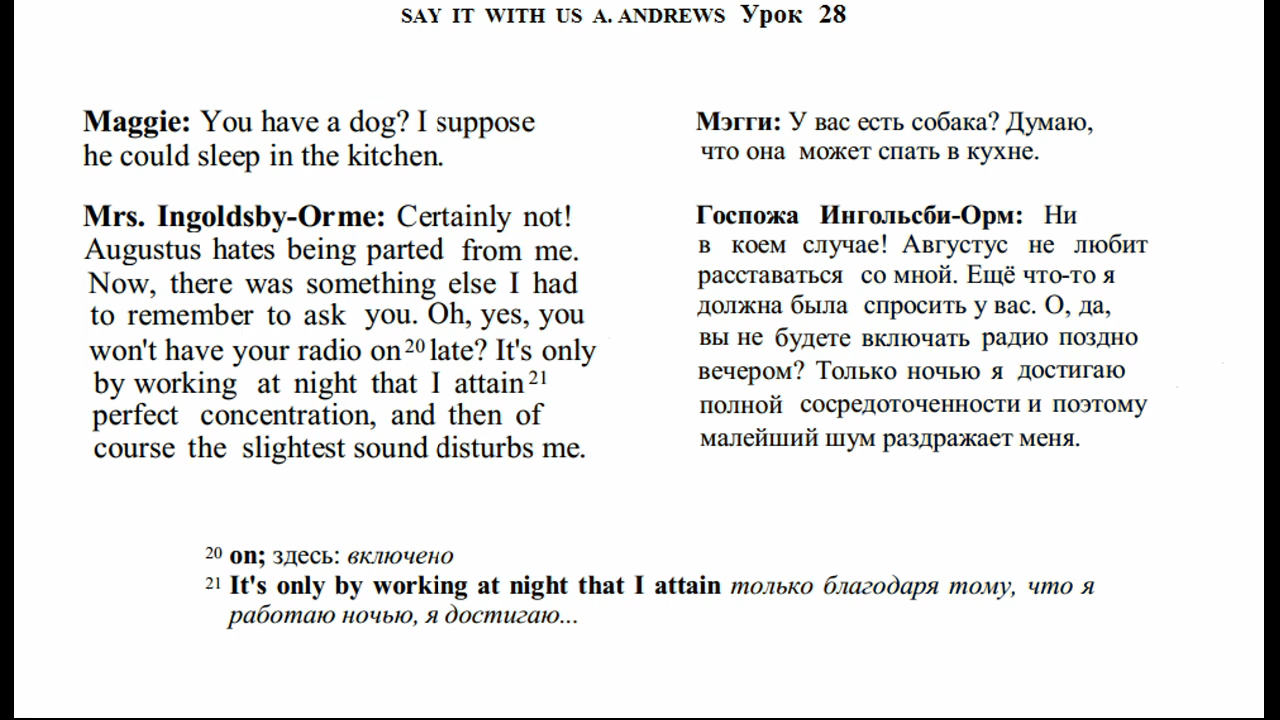 SAY IT WITH US A. ANDREWS Урок 28
Maggie: You have a dog? I suppose
he could sleep in the kitchen.
Mrs. Ingoldsby-Orme: Certainly not!
Augustus hates being parted from me.
Now, there was something else I had
to remember to ask you. Oh, yes, you
won't have your radio on20 late? It's only
by working at night that I attain21
perfect concentration, and then of
course the slightest sound disturbs me.
Мэгги: У вас есть собака? Думаю,
что она может спать в кухне.
Госпожа Ингольсби-Орм: Ни
в коем случае! Августус не любит
расставаться со мной. Ещё что-то я
должна была спросить у вас. О, да,
вы не будете включать радио поздно
вечером? Только ночью я достигаю
полной сосредоточенности и поэтому
малейший шум раздражает меня.
20 on; здесь: включено
21 It's only by working at night that I attain только благодаря тому, что я
работаю ночью, я достигаю...